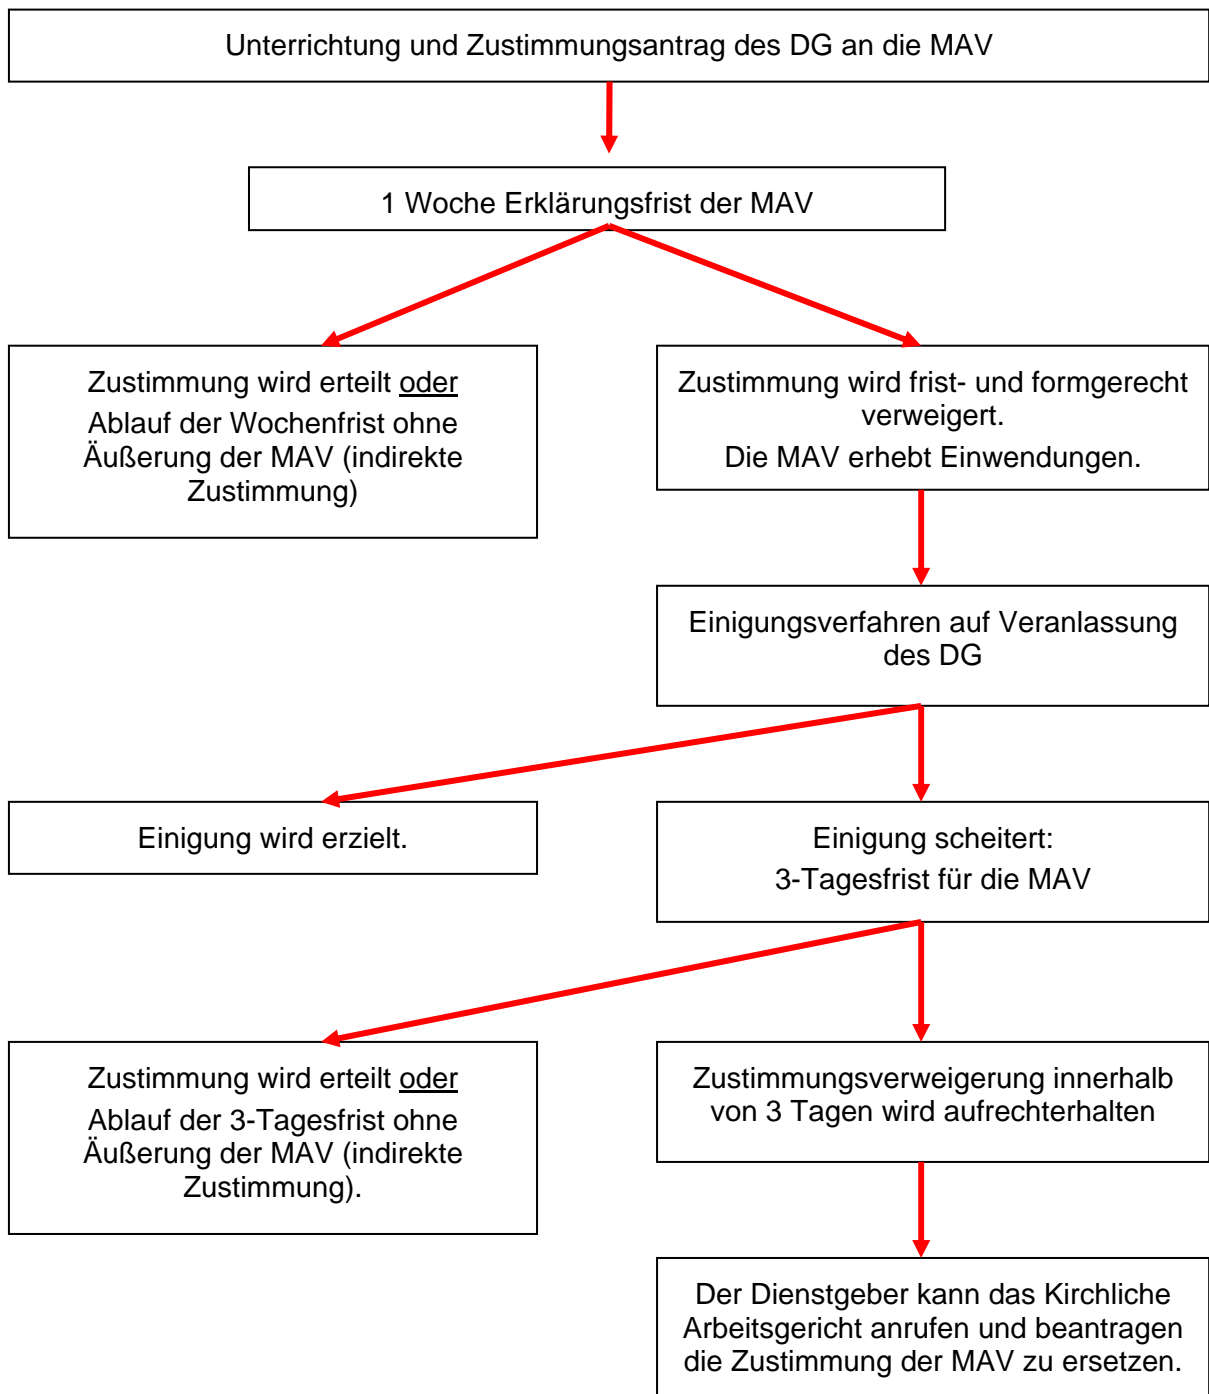 Unterrichtung und Zustimmungsantrag des DG an die MAV
1 Woche Erklärungsfrist der MAV
Zustimmung wird erteilt oder
Ablauf der Wochenfrist ohne
Äußerung der MAV (indirekte
Zustimmung)
Zustimmung wird frist- und formgerecht
verweigert.
Die MAV erhebt Einwendungen.
Einigungsverfahren auf Veranlassung
des DG
Einigung wird erzielt.
Einigung scheitert:
3-Tagesfrist für die MAV
Zustimmung wird erteilt oder
Ablauf der 3-Tagesfrist ohne
Äußerung der MAV (indirekte
Zustimmung).
Zustimmungsverweigerung innerhalb
von 3 Tagen wird aufrechterhalten
Der Dienstgeber kann das Kirchliche
Arbeitsgericht anrufen und beantragen
die Zustimmung der MAV zu ersetzen.